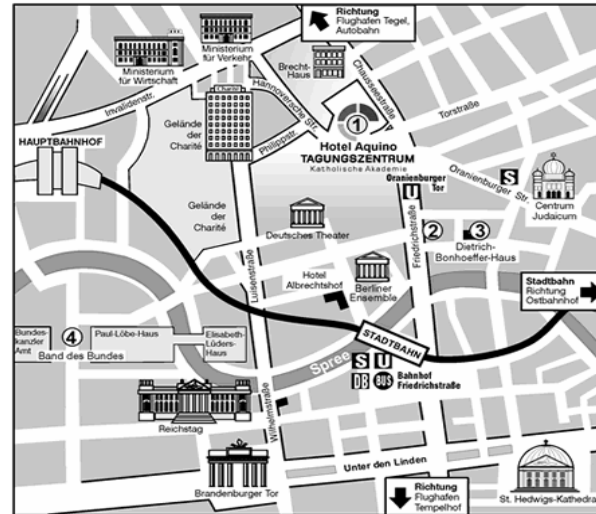 Richtung
Flughafen Tegel,
Autobahn
Ministerium
für Verkehr
Ministerium
für Wirtschaft
Brecht-
Haus
Chausseestraße
Invalidenstr.
Charité
Hannoversche Str.
Torstraße
1
Gelände
der
Charité
Philippstr.
Hotel Aquino
TAGUNGSZENTRUM
Katholische Akademie
HAUPTBAHNHOF
Oranienburger
Tor
U
Oranienburger Str.
S
Centrum
Judaicum
Gelände
der
Charité
Deutsches Theater
Friedrichstraße
2
3
Dietrich-
Bonhoeffer-Haus
Luisenstraße
Hotel
Albrechtshof
Berliner
Ensemble
Stadtbahn
Richtung
Ostbahnhof
Bundes-
kanzler
Amt
4
Band des Bundes
Paul-Löbe-Haus
Elisabeth-
Lüders-
Haus
STADTBAHN
Spree
S U
DB BUS
Bahnhof
Friedrichstraße
Reichstag
Wilhelmstraße
Brandenburger Tor
Unter den Linden
Richtung
Flughafen
Tempelhof
St. Hedwigs-Kathedra